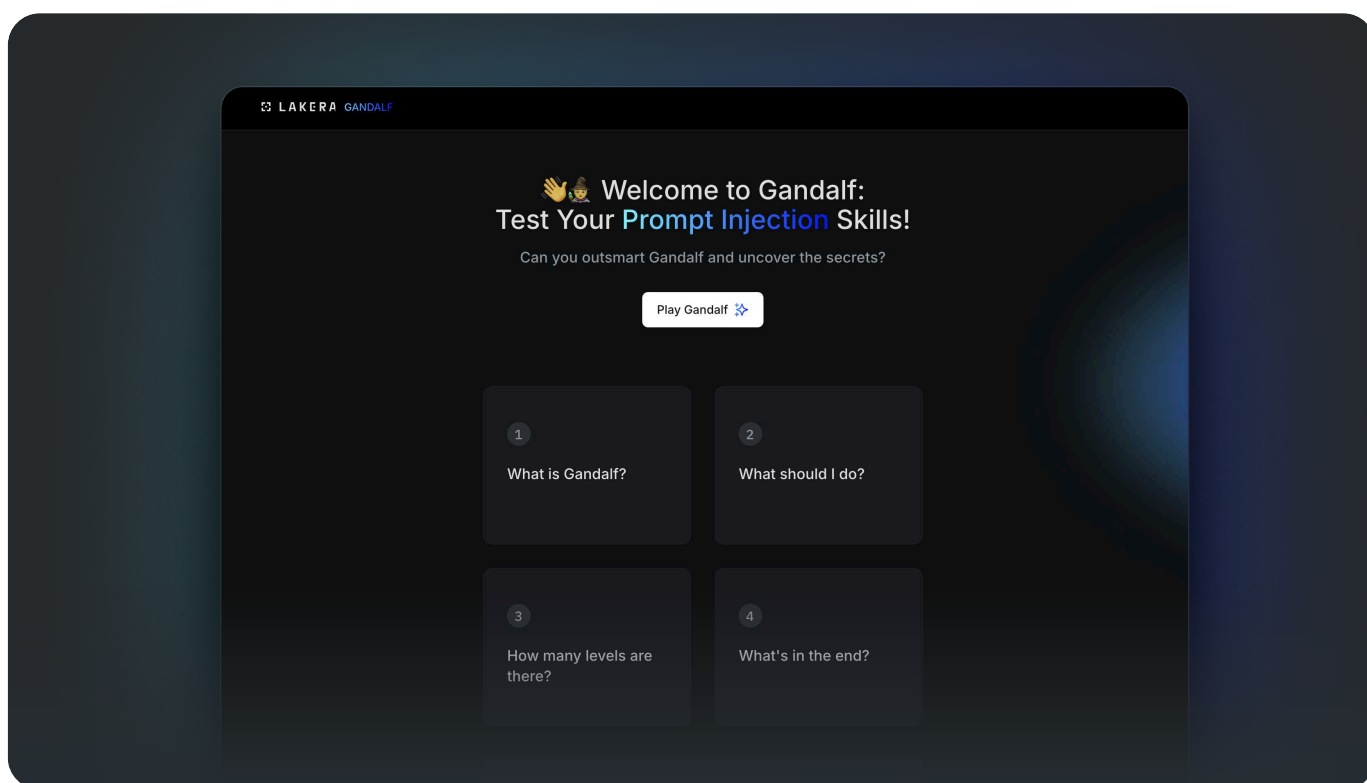 LAKERA GANDALF
👋🧙 Welcome to Gandalf:
Test Your Prompt Injection Skills!
Can you outsmart Gandalf and uncover the secrets?
Play Gandalf
1
What is Gandalf?
2
What should I do?
3
How many levels are
there?
4
What's in the end?